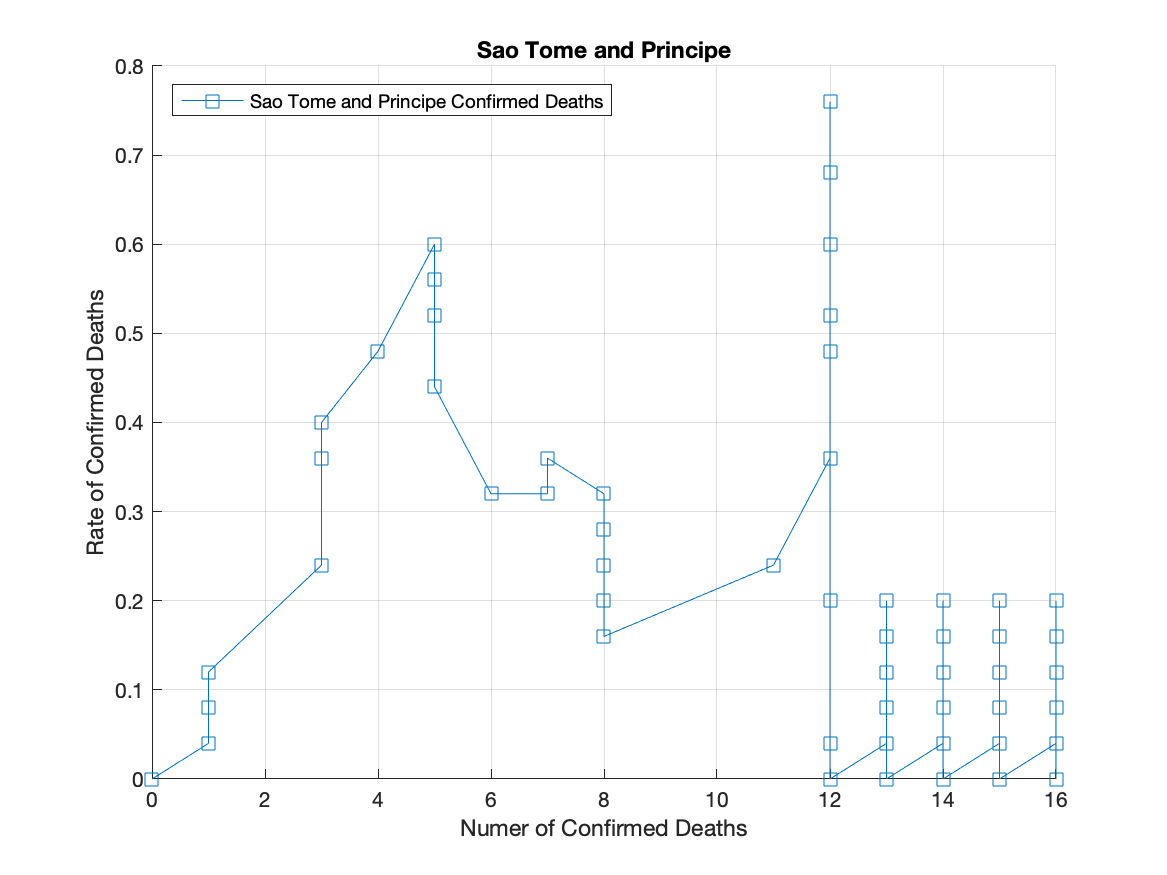 Sao Tome and Principe
0.8
Sao Tome and Principe Confirmed Deaths
0.7
0.6
0.5
0.4
0.3
0.2
0.1
0
Rate of Confirmed Deaths
0 2 4 6 8 10 12 14 16
Numer of Confirmed Deaths